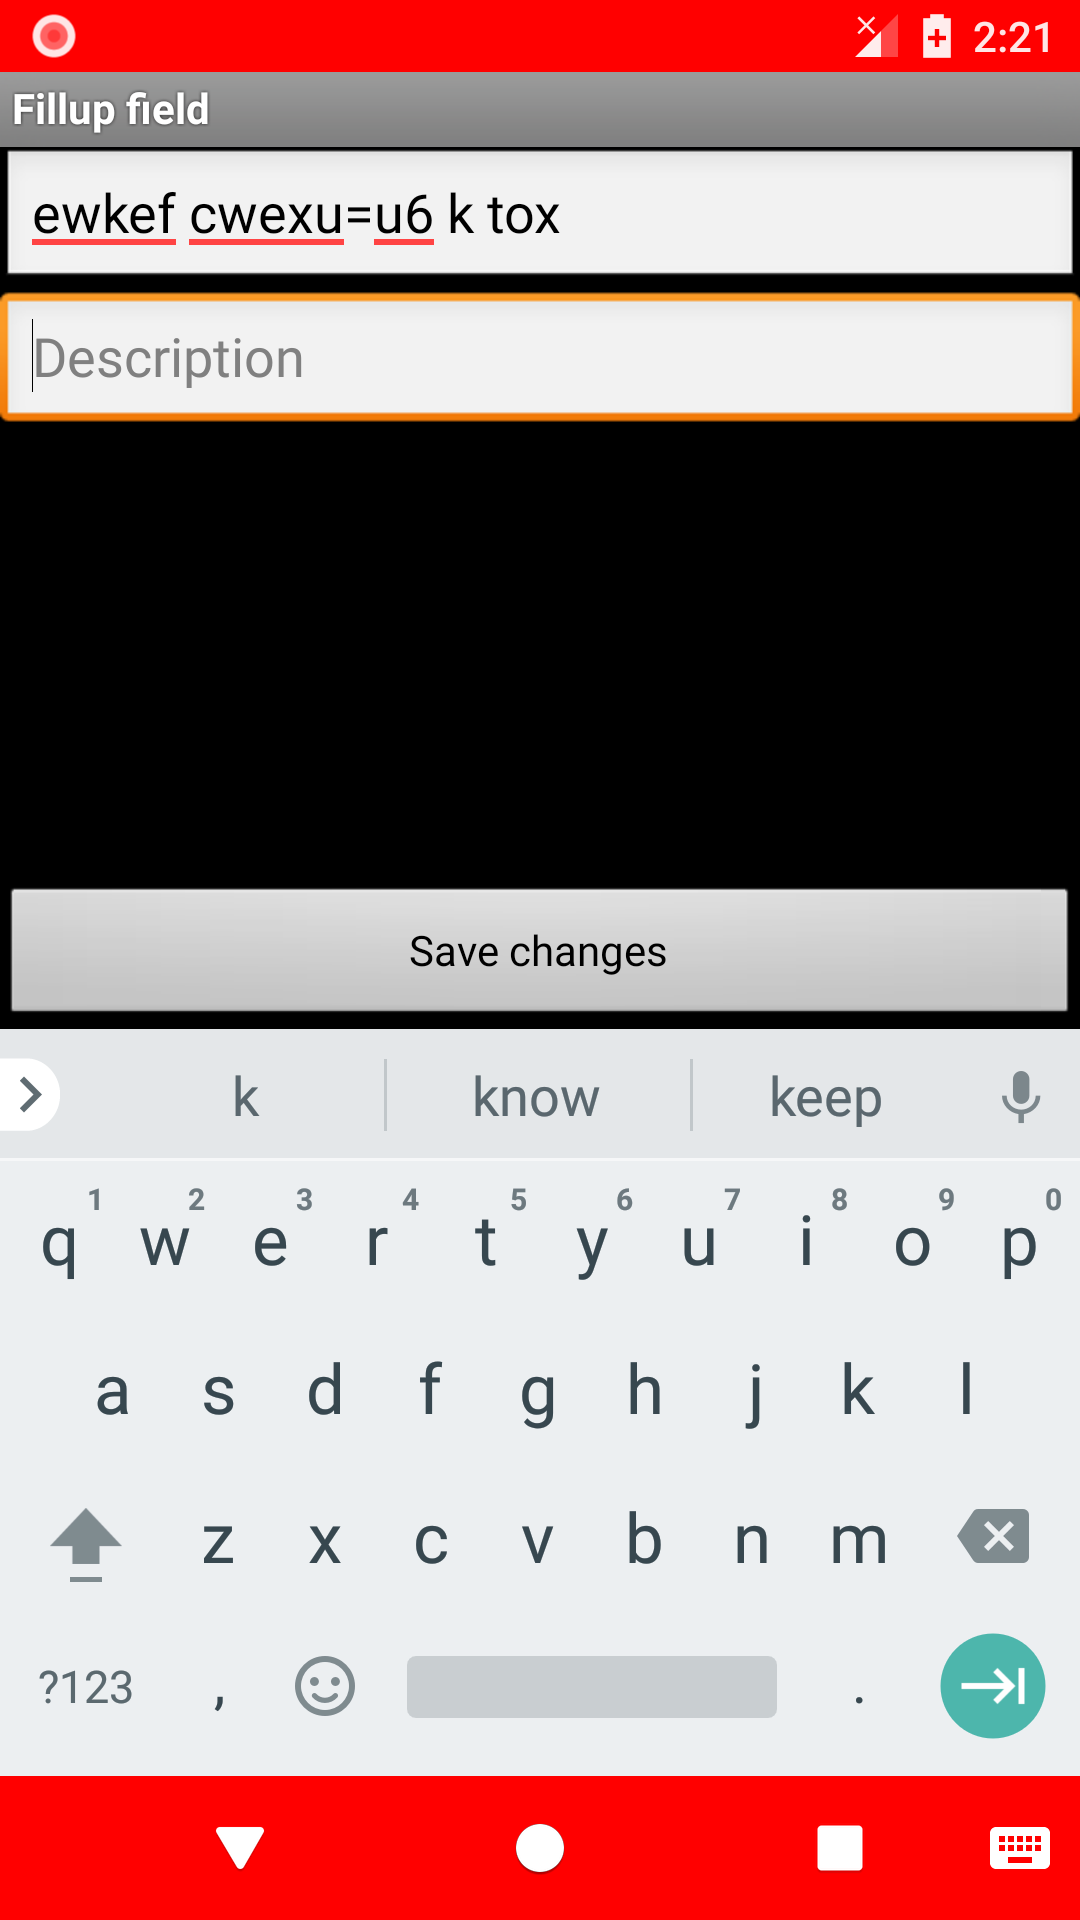 2:21
Fillup field
ewkef cwexu=u6 k tox
Description
Save changes
k know keep
1 2 3 4 5 6 7 8 9 0
q w e r t y u i o p
a s d f g h j k l
z x c v b n m
?123 , .